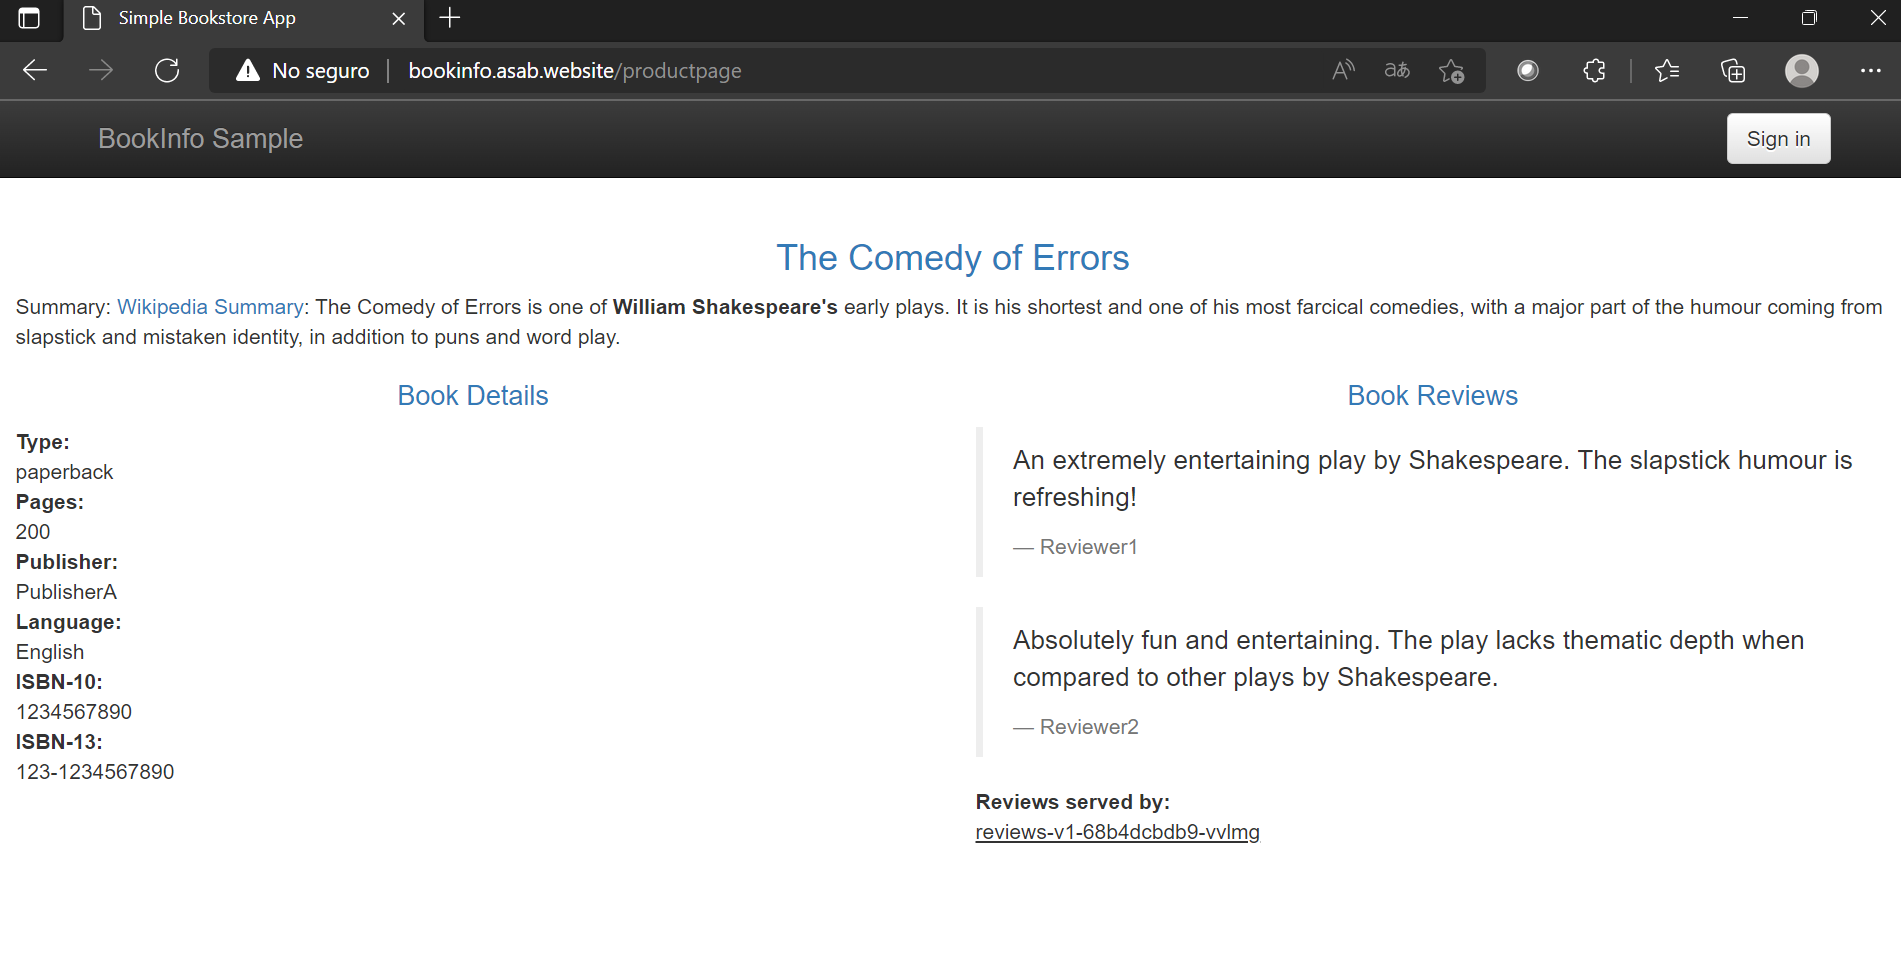 Simple Bookstore App
No seguro
bookinfo.asab.website/productpage
BookInfo Sample
Sign in
The Comedy of Errors
Summary: Wikipedia Summary: The Comedy of Errors is one of William Shakespeare's early plays. It is his shortest and one of his most farcical comedies, with a major part of the humour coming from
slapstick and mistaken identity, in addition to puns and word play.
Book Details
Type:
paperback
Pages:
200
Publisher:
PublisherA
Language:
English
ISBN-10:
1234567890
ISBN-13:
123-1234567890
Book Reviews
An extremely entertaining play by Shakespeare. The slapstick humour is
refreshing!
— Reviewer1
Absolutely fun and entertaining. The play lacks thematic depth when
compared to other plays by Shakespeare.
— Reviewer2
Reviews served by:
reviews-v1-68b4dcbdb9-vvlmg